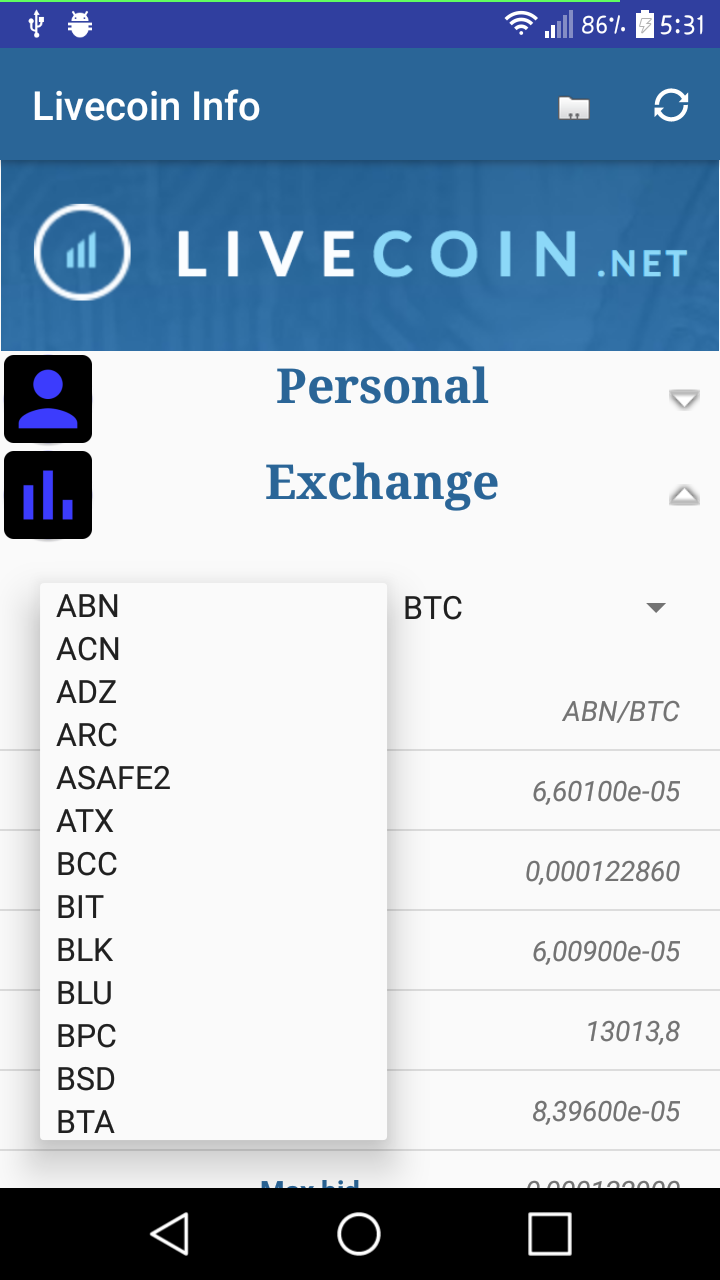 86% 5:31
Livecoin Info
LIVECOIN.NET
Personal
Exchange
ABN
BTC
ACN
ADZ
ABN/BTC
ARC
ASAFE2
6,60100e-05
ATX
BCC
0,000122860
BIT
BLK
6,00900e-05
BLU
BPC
13013,8
BSD
BTA
8,39600e-05
Max bid